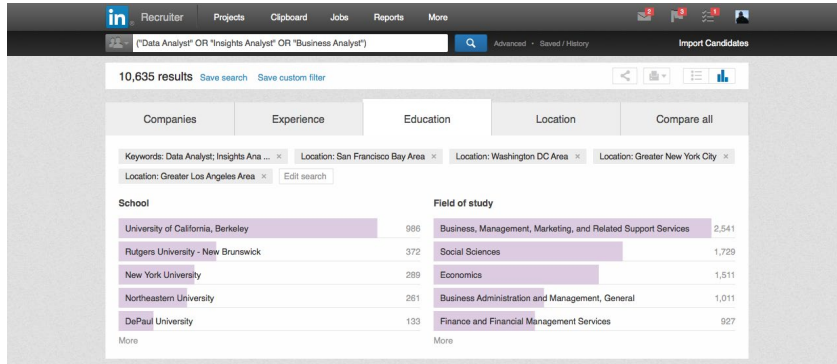 in Recruiter Projects Clipboard Jobs Reports More 2 3 1
("Data Analyst" OR "Insights Analyst" OR "Business Analyst") Advanced • Saved / History Import Candidates
10,635 results Save search Save custom filter
Companies Experience Education Location Compare all
Keywords: Data Analyst; Insights Ana ... × Location: San Francisco Bay Area × Location: Washington DC Area × Location: Greater New York City ×
Location: Greater Los Angeles Area × Edit search
School Field of study
University of California, Berkeley 986 Business, Management, Marketing, and Related Support Services 2,541
Rutgers University - New Brunswick 372 Social Sciences 1,729
New York University 289 Economics 1,511
Northeastern University 261 Business Administration and Management, General 1,011
DePaul University 133 Finance and Financial Management Services 927
More More